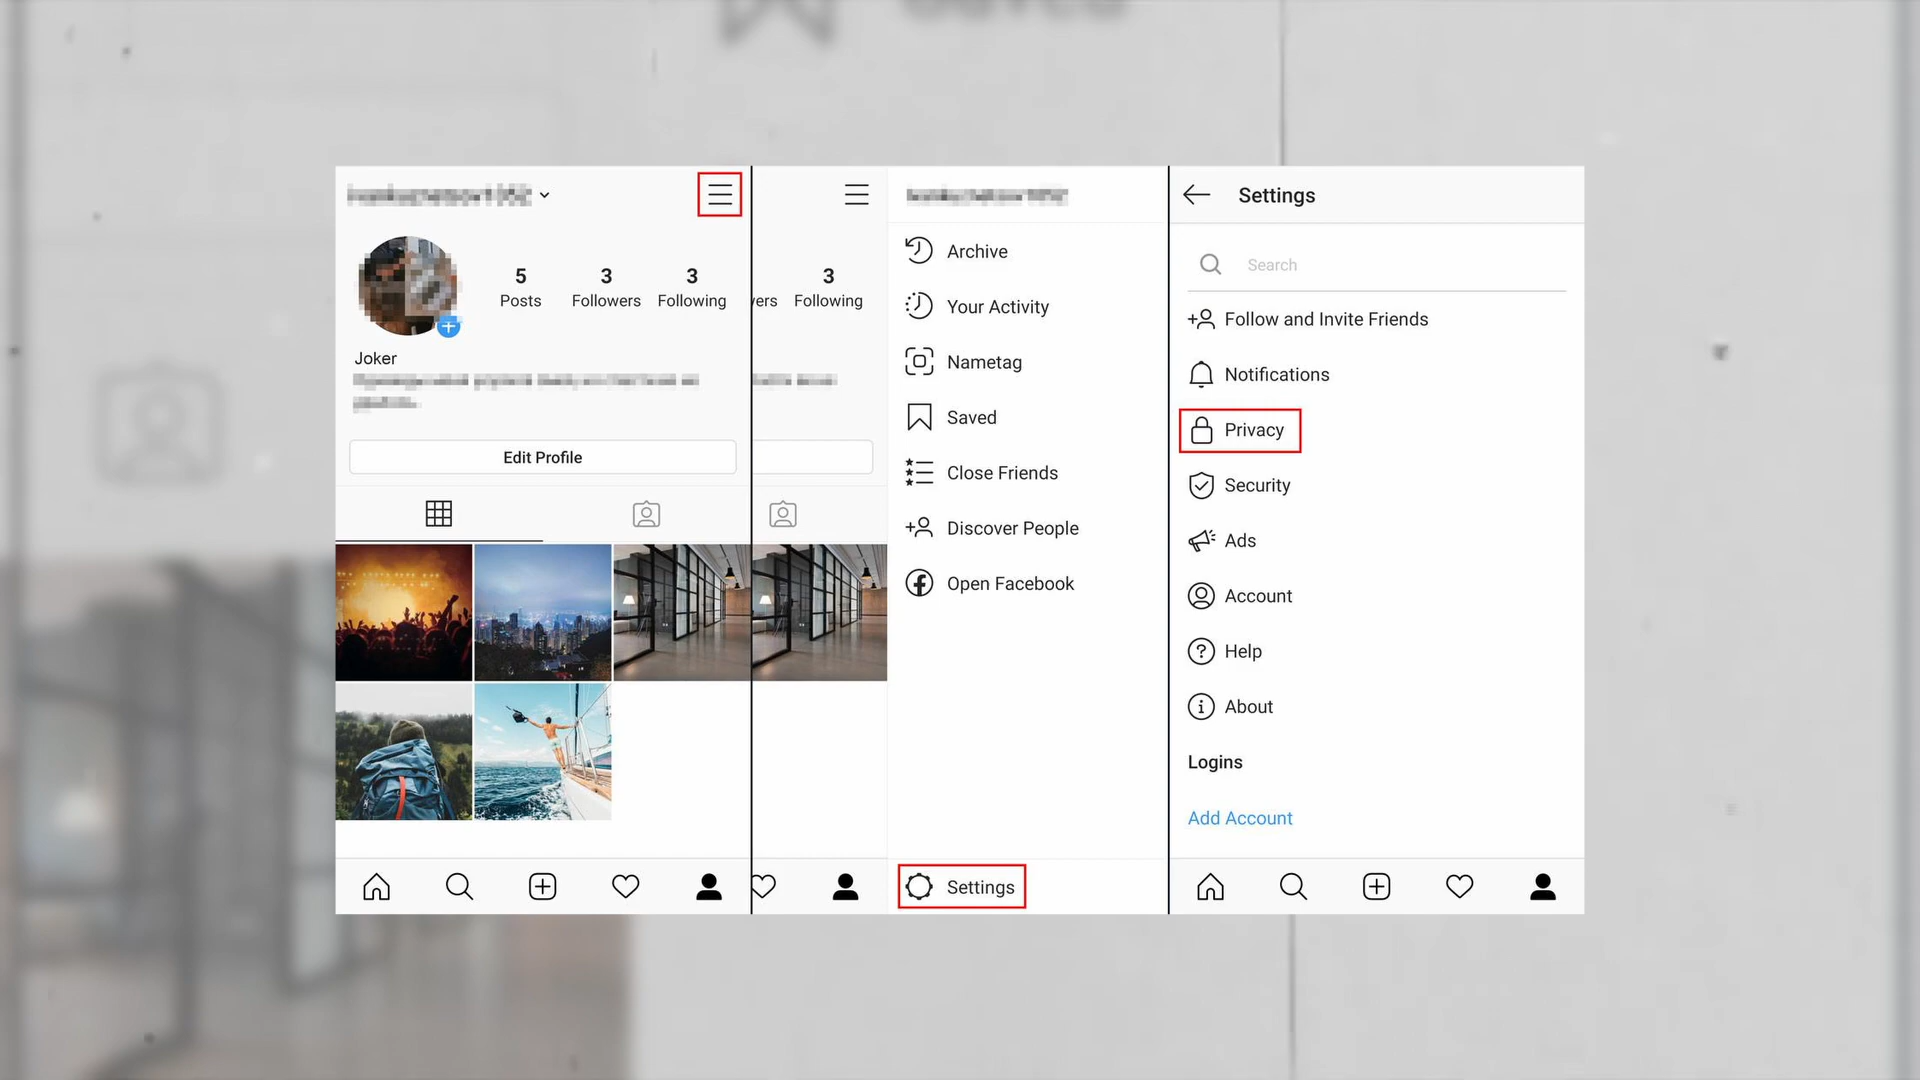 5
Posts
3
Followers
3
Following
Joker
Edit Profile
3
Following
Archive
Your Activity
Nametag
Saved
Close Friends
Discover People
Open Facebook
Settings
Settings
Search
Follow and Invite Friends
Notifications
Privacy
Security
Ads
Account
Help
About
Logins
Add Account